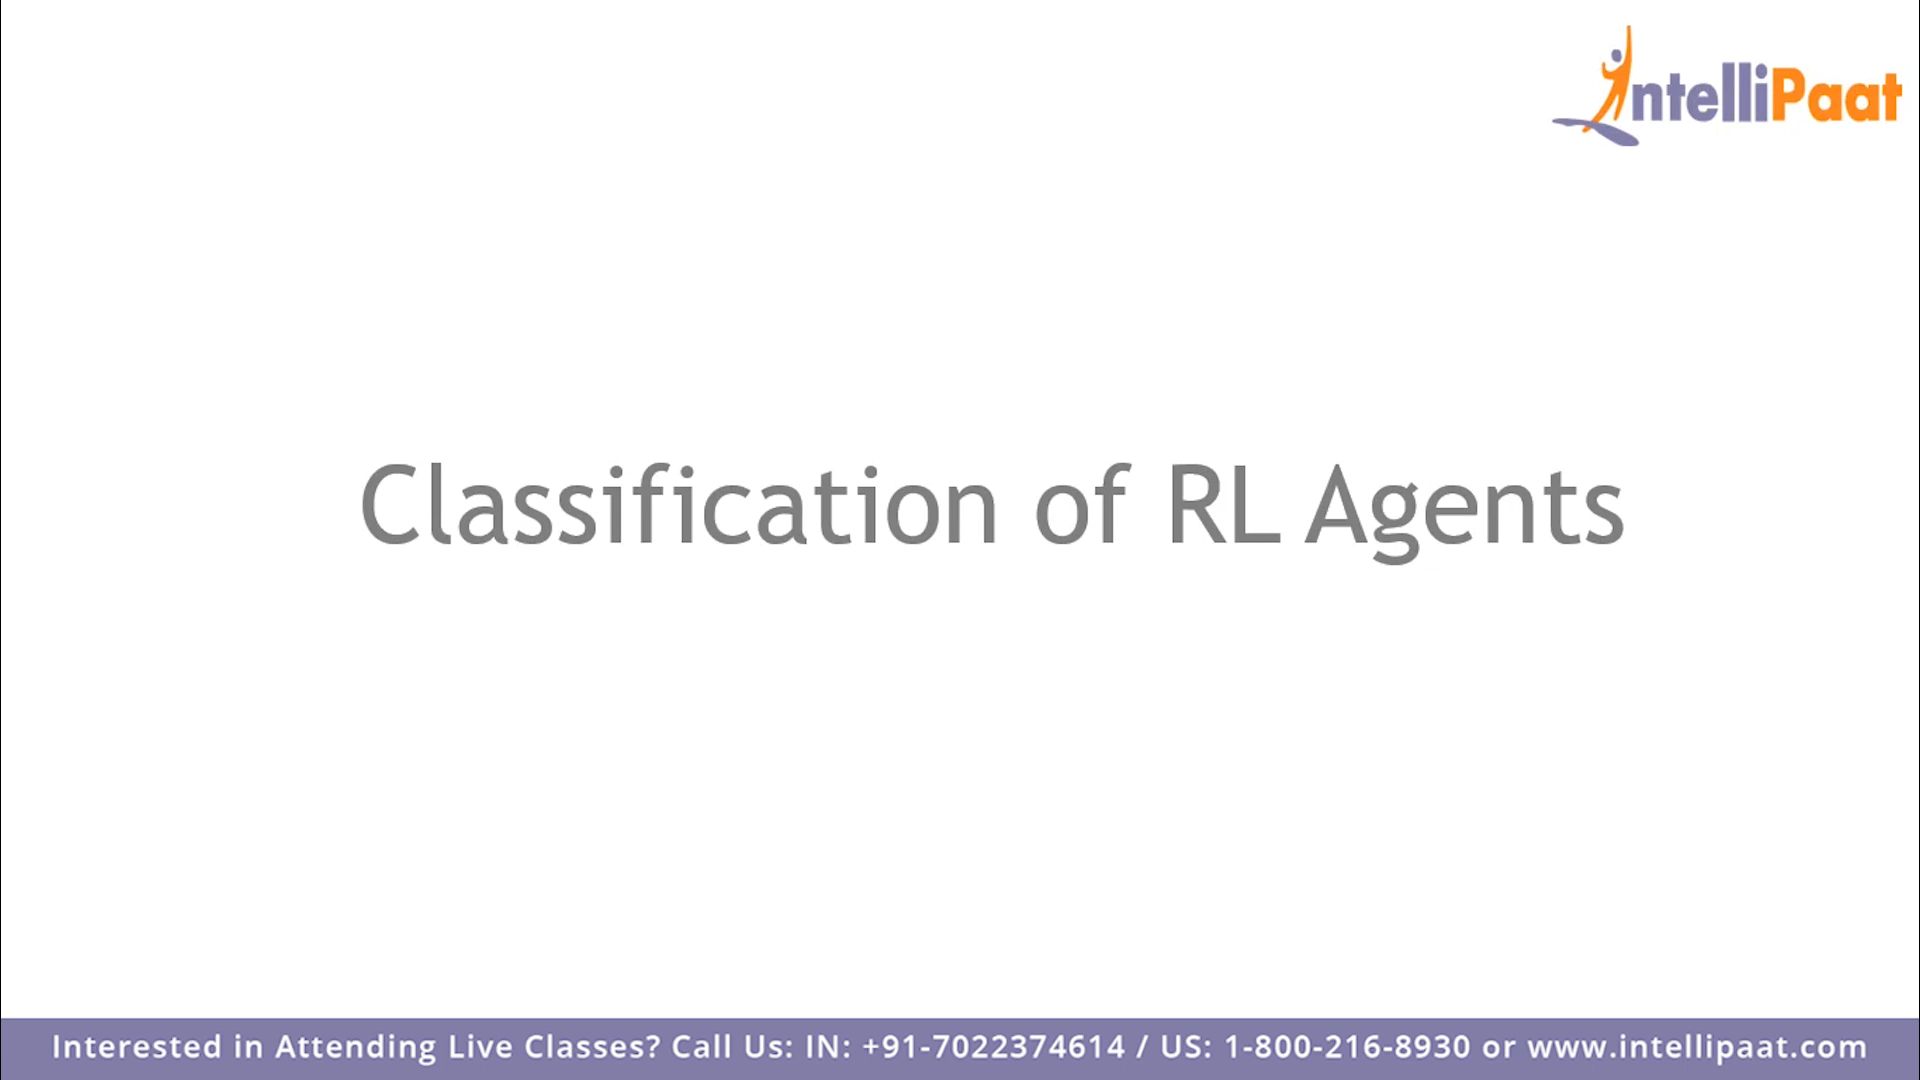 IntelliPaat
Classification of RL Agents
Interested in Attending Live Classes? Call Us: IN: +91-7022374614 / US: 1-800-216-8930 or www.intellipaat.com